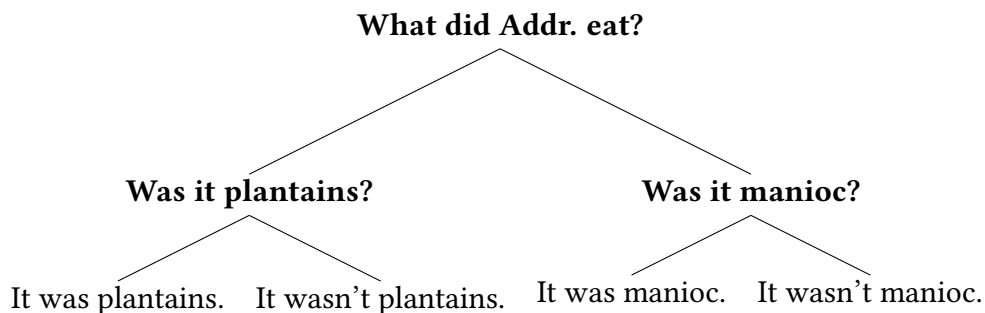 What did Addr. eat?
Was it plantains? Was it manioc?
It was plantains. It wasn't plantains. It was manioc. It wasn't manioc.